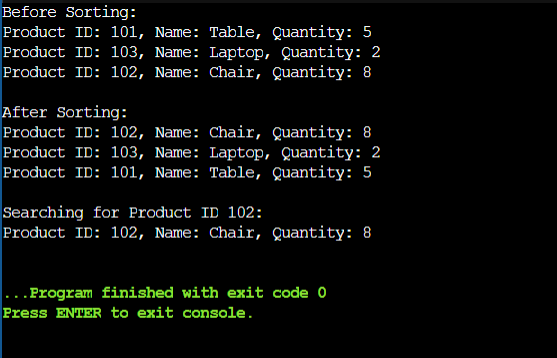 Before Sorting:
Product ID: 101, Name: Table, Quantity: 5
Product ID: 103, Name: Laptop, Quantity: 2
Product ID: 102, Name: Chair, Quantity: 8
After Sorting:
Product ID: 102, Name: Chair, Quantity: 8
Product ID: 103, Name: Laptop, Quantity: 2
Product ID: 101, Name: Table, Quantity: 5
Searching for Product ID 102:
Product ID: 102, Name: Chair, Quantity: 8
...Program finished with exit code 0
Press ENTER to exit console.